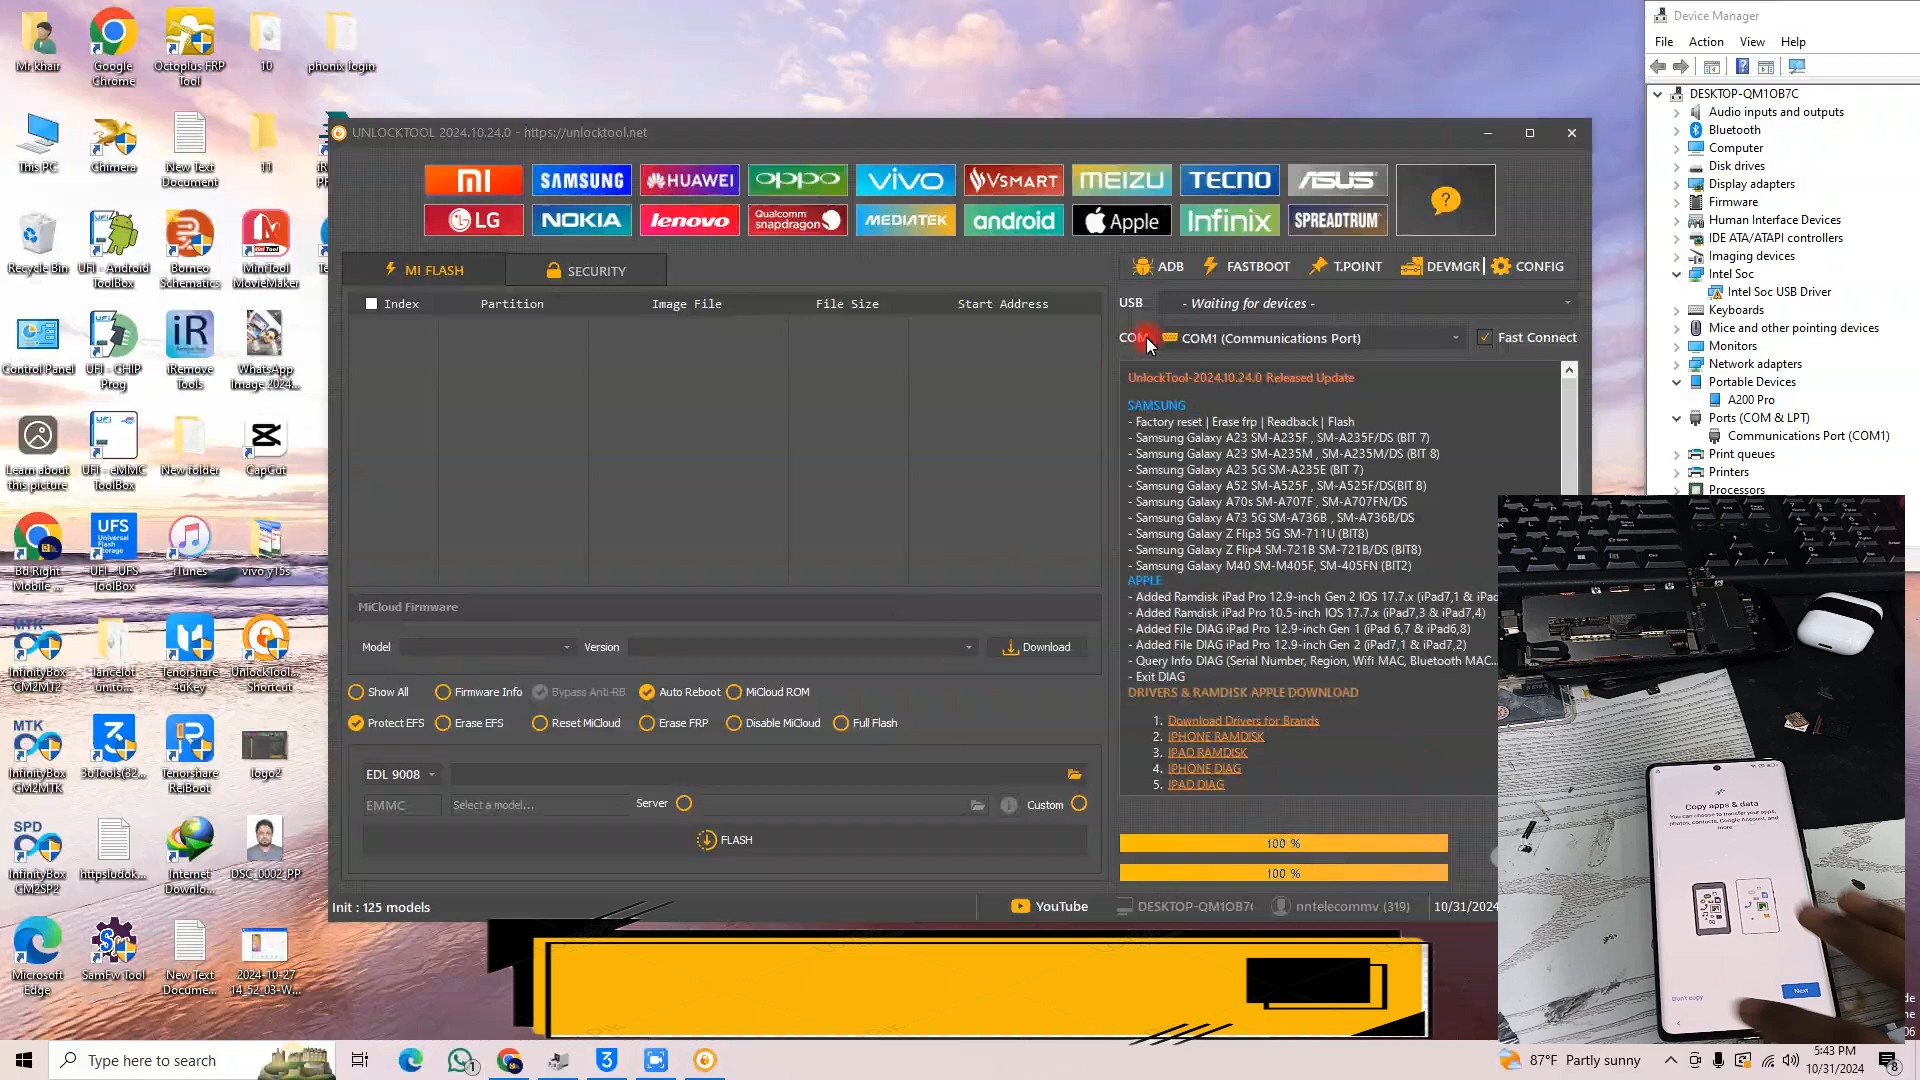 Mr khair
Google Chrome
Octoplus FRP Tool
10
phonix login
This PC
Chimera
New Text Document
11
Recycle Bin
UFI - Android ToolBox
Borneo Schematics
MiniTool MovieMaker
Control Panel
UFI - CHIP Prog
iRemove Tools
WhatsApp Image 2024...
Learn about this picture
UFI - eMMC ToolBox
New folder
CapCut
Bd Right Mobile ...
UFI - UFS ToolBox
iTunes
vivo y15s
InfinityBox CM2MT2
lancelot
Tenorshare 4uKey
UnlockTool... Shortcut
InfinityBox CM2MTK
3uTools(32...
Tenorshare ReiBoot
logo2
InfinityBox CM2SP2
httpsludok...
Internet Downlo...
DSC_0002_PP
Microsoft Edge
SamFw Tool
New Text Docume...
2024-10-27 14_52_03-W...
UNLOCKTOOL 2024.10.24.0 - https://unlocktool.net
MI SAMSUNG HUAWEI oppo vivo VSMART MEIZU TECNO ASUS
LG NOKIA lenovo Qualcomm snapdragon MEDIATEK android Apple Infinix SPREADTRUM ?
MI FLASH SECURITY
Index Partition Image File File Size Start Address
MiCloud Firmware
Model Version Download
Show All Firmware Info Bypass Anti-RB Auto Reboot MiCloud ROM
Protect EFS Erase EFS Reset MiCloud Erase FRP Disable MiCloud Full Flash
EDL 9008
EMMC Select a model... Server Custom
FLASH
Init : 125 models
ADB FASTBOOT T.POINT DEVMGR CONFIG
USB - Waiting for devices -
COM COM1 (Communications Port) Fast Connect
UnlockTool-2024.10.24.0 Released Update
SAMSUNG
- Factory reset | Erase frp | Readback | Flash
- Samsung Galaxy A23 SM-A235F , SM-A235F/DS (BIT 7)
- Samsung Galaxy A23 SM-A235M , SM-A235M/DS (BIT 8)
- Samsung Galaxy A23 5G SM-A235E (BIT 7)
- Samsung Galaxy A52 SM-A525F , SM-A525F/DS(BIT 8)
- Samsung Galaxy A70s SM-A707F , SM-A707FN/DS
- Samsung Galaxy A73 5G SM-A736B , SM-A736B/DS
- Samsung Galaxy Z Flip3 5G SM-711U (BIT8)
- Samsung Galaxy Z Flip4 SM-721B SM-721B/DS (BIT8)
- Samsung Galaxy M40 SM-M405F, SM-405FN (BIT2)
APPLE
- Added Ramdisk iPad Pro 12.9-inch Gen 2 IOS 17.7.x (iPad7,1 & iPad
- Added Ramdisk iPad Pro 10.5-inch IOS 17.7.x (iPad7,3 & iPad7,4)
- Added File DIAG iPad Pro 12.9-inch Gen 1 (iPad 6,7 & iPad6,8)
- Added File DIAG iPad Pro 12.9-inch Gen 2 (iPad7,1 & iPad7,2)
- Query Info DIAG (Serial Number, Region, Wifi MAC, Bluetooth MAC...
- Exit DIAG
DRIVERS & RAMDISK APPLE DOWNLOAD
1. Download Drivers for Brands
2. IPHONE RAMDISK
3. IPAD RAMDISK
4. IPHONE DIAG
5. IPAD DIAG
100 %
100 %
YouTube DESKTOP-QM1OB7 nntelecommv (319) 10/31/2024
Device Manager
File Action View Help
DESKTOP-QM1OB7C
Audio inputs and outputs
Bluetooth
Computer
Disk drives
Display adapters
Firmware
Human Interface Devices
IDE ATA/ATAPI controllers
Imaging devices
Intel Soc
Intel Soc USB Driver
Keyboards
Mice and other pointing devices
Monitors
Network adapters
Portable Devices
A200 Pro
Ports (COM & LPT)
Communications Port (COM1)
Print queues
Printers
Processors
Copy apps & data
You can choose to transfer your apps, photos, contacts, Google Account, and more
Don't copy Next
Type here to search
87°F Partly sunny
5:43 PM
10/31/2024
8